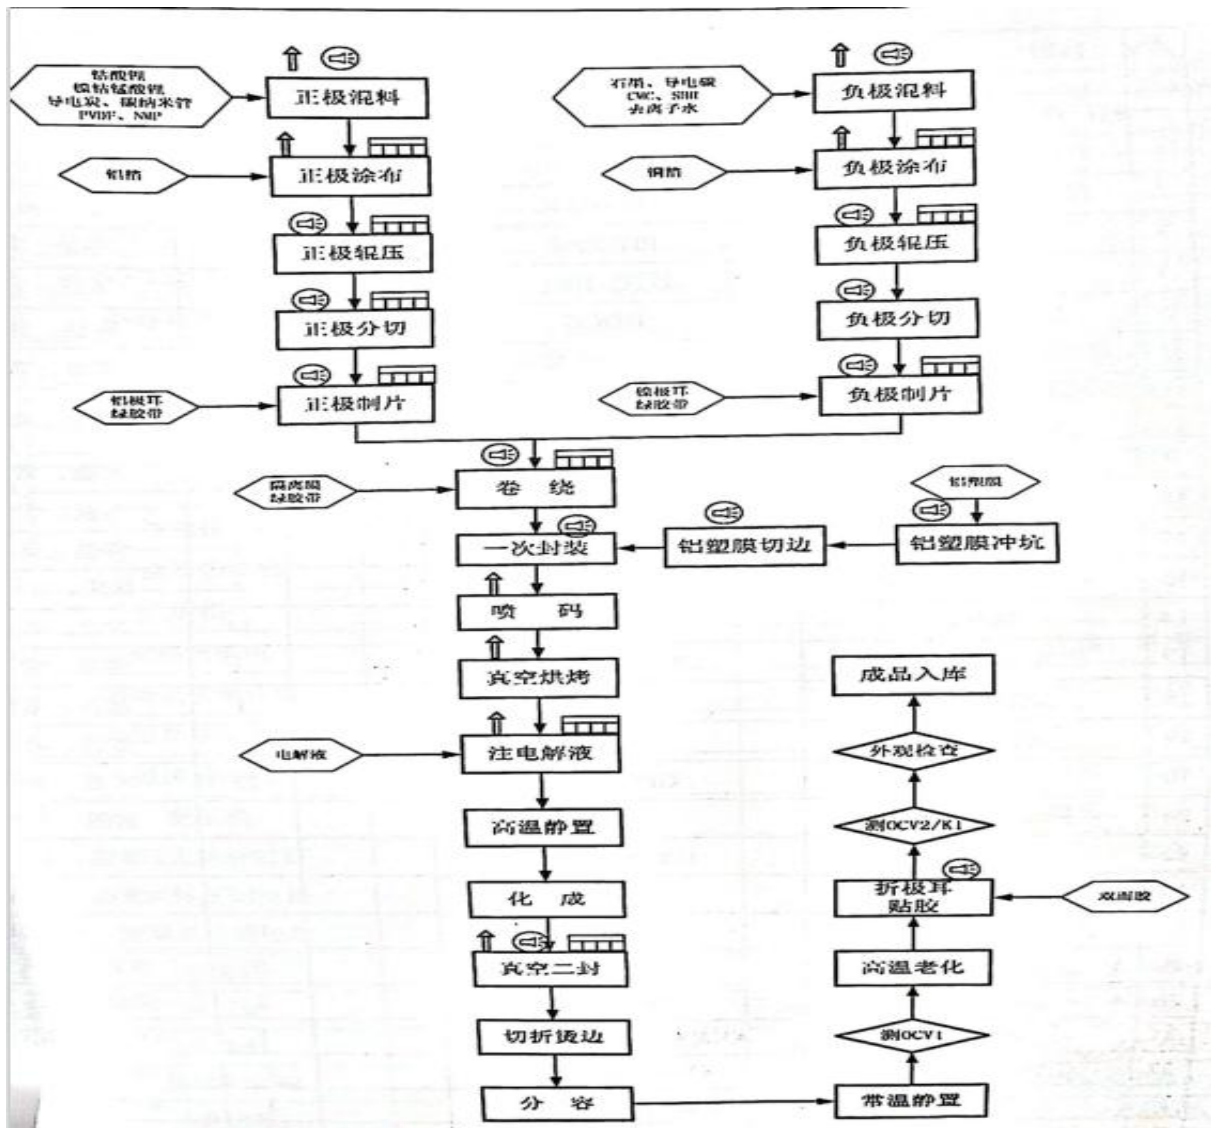 钴酸锂
镍钴锰酸锂
导电炭、碳纳米管
PVDF、NMP
正极混料
石墨、导电碳
CMC、SBR
去离子水
负极混料
铝箔
正极涂布
铜箔
负极涂布
正极辊压
负极辊压
正极分切
负极分切
铝极耳
绿胶带
正极制片
镍极耳
绿胶带
负极制片
隔离膜
绿胶带
卷 绕
铝塑膜
一次封装
铝塑膜切边
铝塑膜冲坑
喷 码
真空烘烤
成品入库
电解液
注电解液
外观检查
高温静置
测OCV2/K1
化 成
折极耳
贴胶
双面胶
真空二封
高温老化
切折烫边
测OCV1
分 容
常温静置